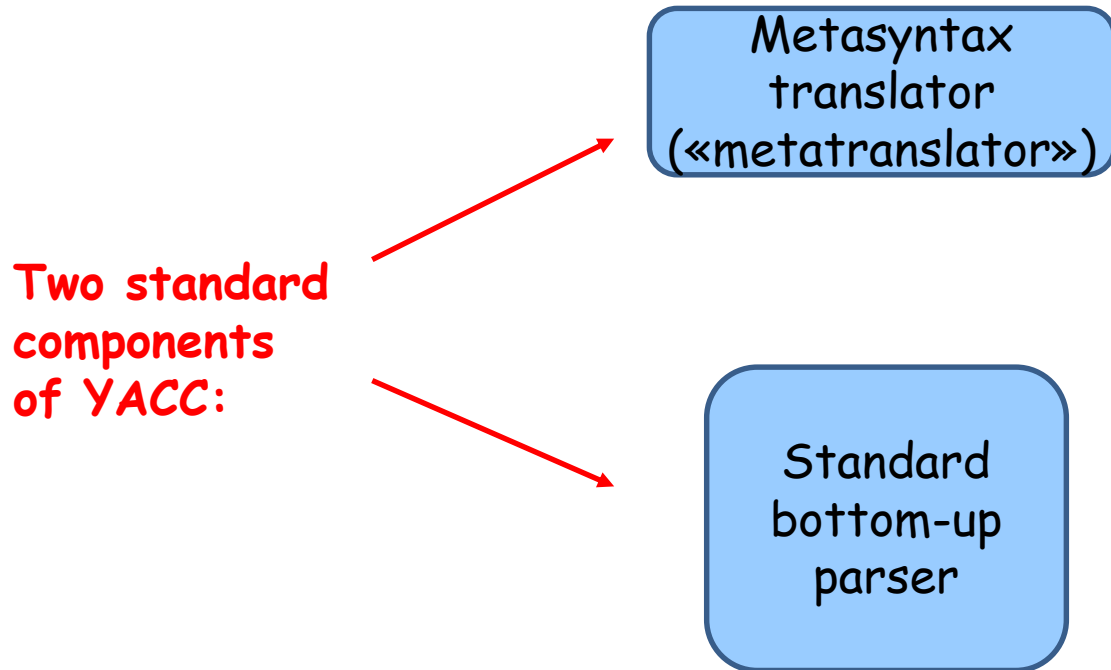 Metasyntax
translator
(«metatranslator»)
Two standard
components
of YACC:
Standard
bottom-up
parser